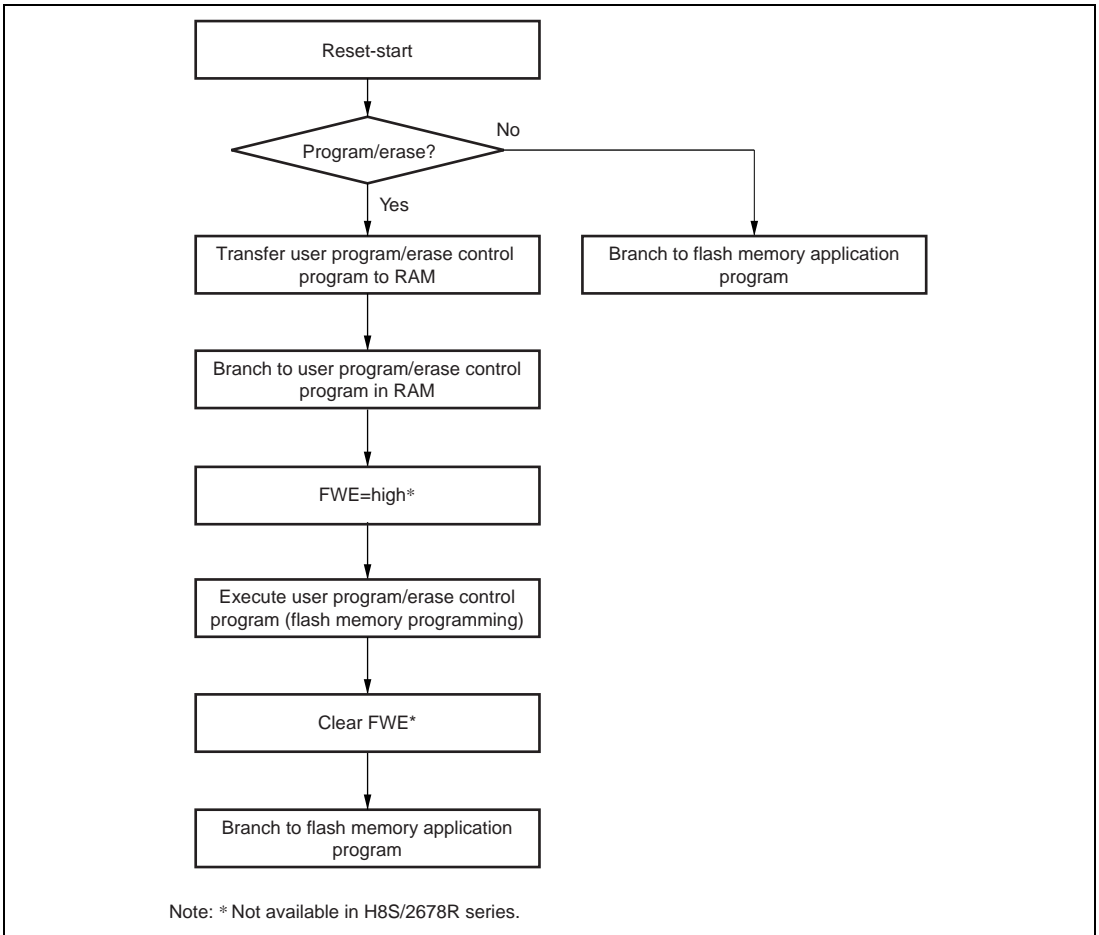 Reset-start
Program/erase?
No
Yes
Transfer user program/erase control
program to RAM
Branch to flash memory application
program
Branch to user program/erase control
program in RAM
FWE=high*
Execute user program/erase control
program (flash memory programming)
Clear FWE*
Branch to flash memory application
program
Note: * Not available in H8S/2678R series.